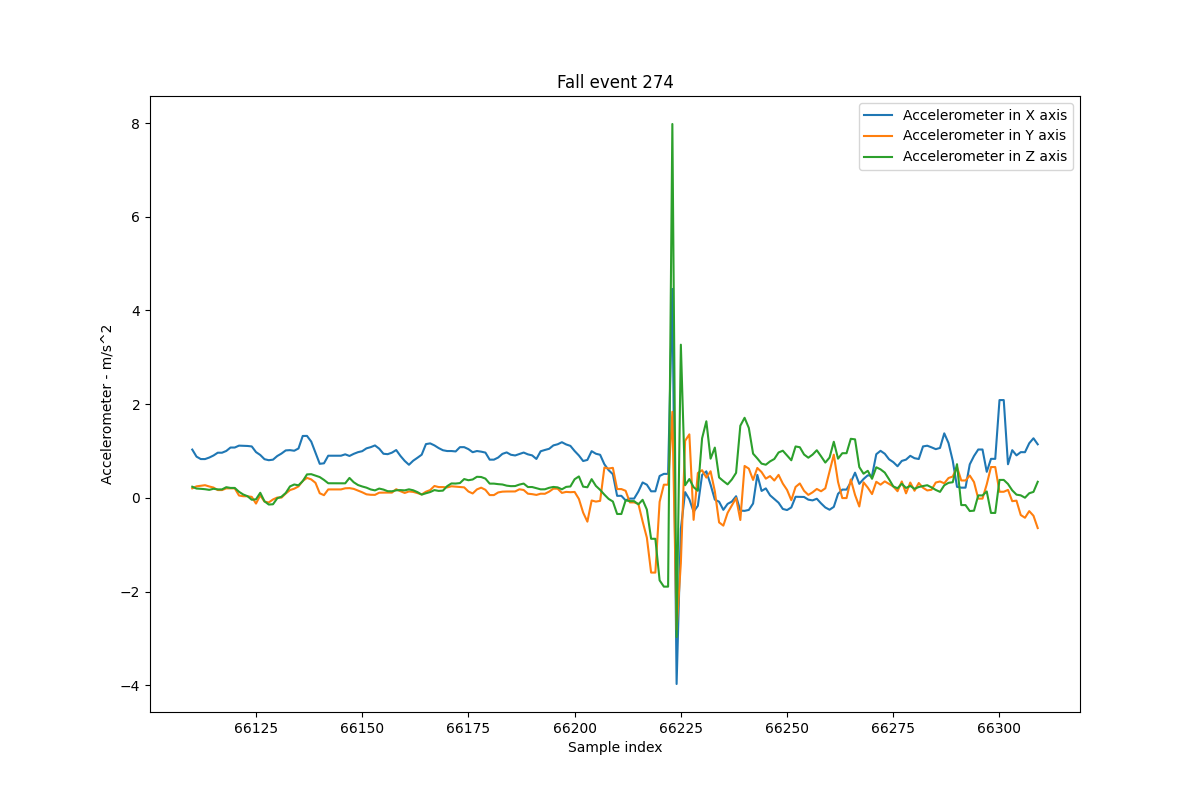 Fall event 274
Accelerometer in X axis
Accelerometer in Y axis
Accelerometer in Z axis
8
6
4
2
0
−2
−4
Accelerometer - m/s^2
66125 66150 66175 66200 66225 66250 66275 66300
Sample index